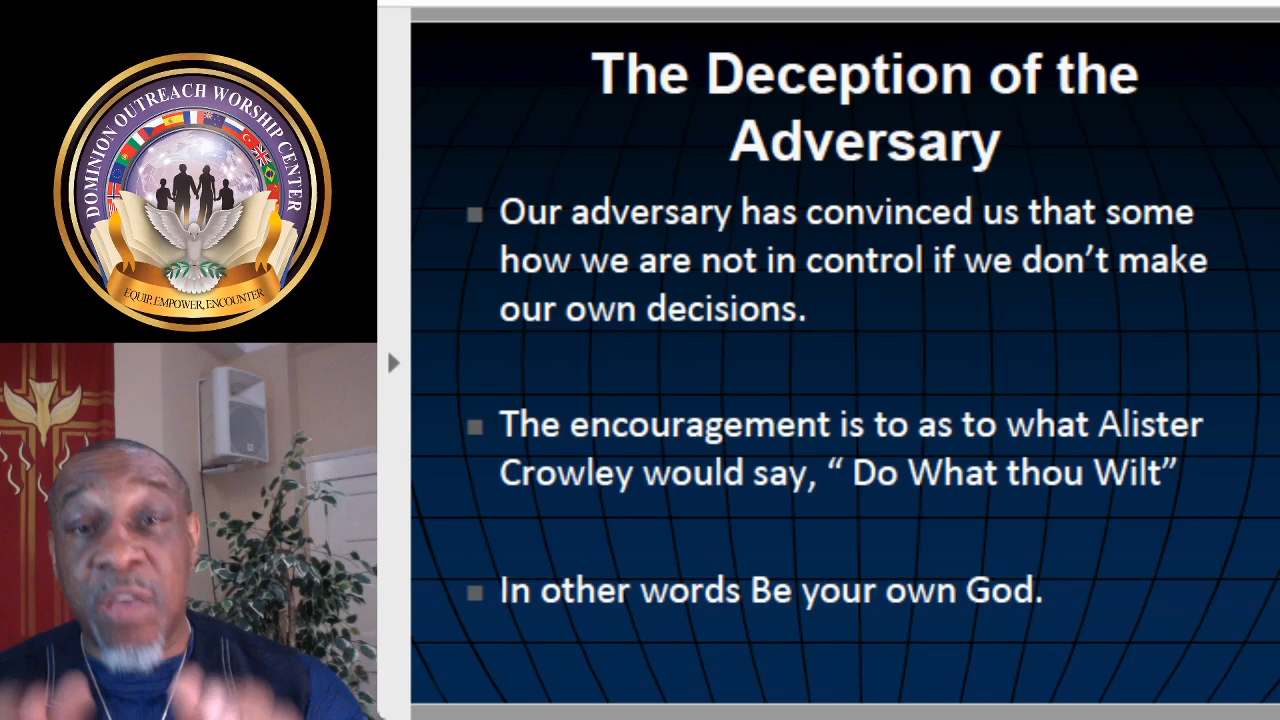 DOMINION OUTREACH WORSHIP CENTER
EQUIP, EMPOWER, ENCOUNTER
The Deception of the
Adversary
Our adversary has convinced us that some
how we are not in control if we don’t make
our own decisions.
The encouragement is to as to what Alister
Crowley would say, “ Do What thou Wilt”
In other words Be your own God.